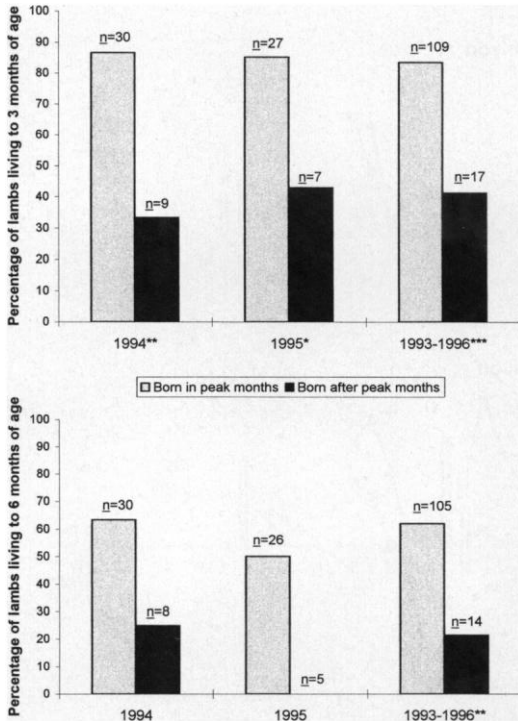 Percentage of lambs living to 3 months of age
100
90
80
70
60
50
40
30
20
10
0
n=30
n=9
n=27
n=7
n=109
n=17
1994**
1995*
1993-1996***
Born in peak months
Born after peak months
Percentage of lambs living to 6 months of age
100
90
80
70
60
50
40
30
20
10
0
n=30
n=8
n=26
n=5
n=105
n=14
1994
1995
1993-1996**